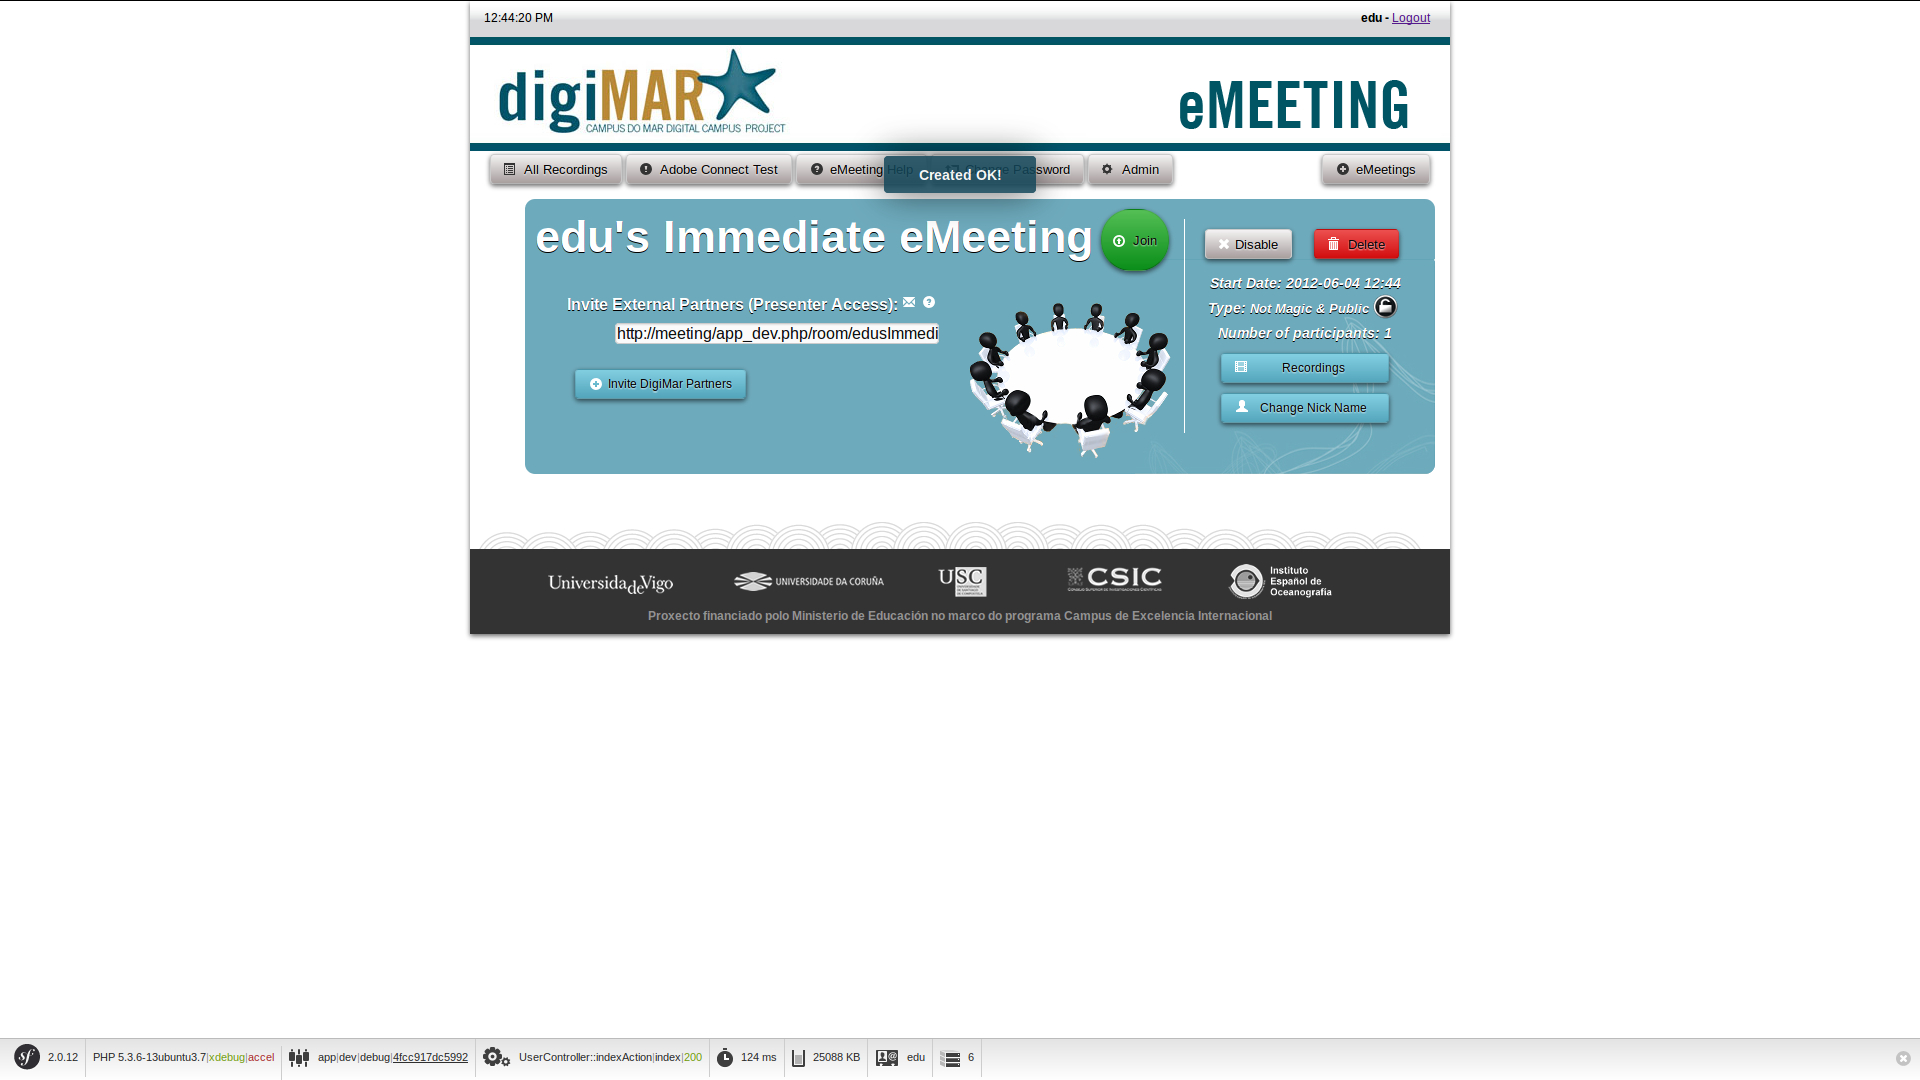 12:44:20 PM
edu - Logout
digiMAR
CAMPUS DO MAR DIGITAL CAMPUS PROJECT
eMEETING
All Recordings
Adobe Connect Test
eMeeting Help
Change Password
Admin
eMeetings
Created OK!
edu's Immediate eMeeting
Join
Disable
Delete
Invite External Partners (Presenter Access):
http://meeting/app_dev.php/room/edusImmedi
Invite DigiMar Partners
Start Date: 2012-06-04 12:44
Type: Not Magic & Public
Number of participants: 1
Recordings
Change Nick Name
UniversidadeVigo
UNIVERSIDADE DA CORUÑA
USC
CSIC
Instituto
Español de
Oceanografía
Proxecto financiado polo Ministerio de Educación no marco do programa Campus de Excelencia Internacional
sf 2.0.12
PHP 5.3.6-13ubuntu3.7|xdebug|accel
app|dev|debug|4fcc917dc5992
UserController::indexAction|index|200
124 ms
25088 KB
edu
6